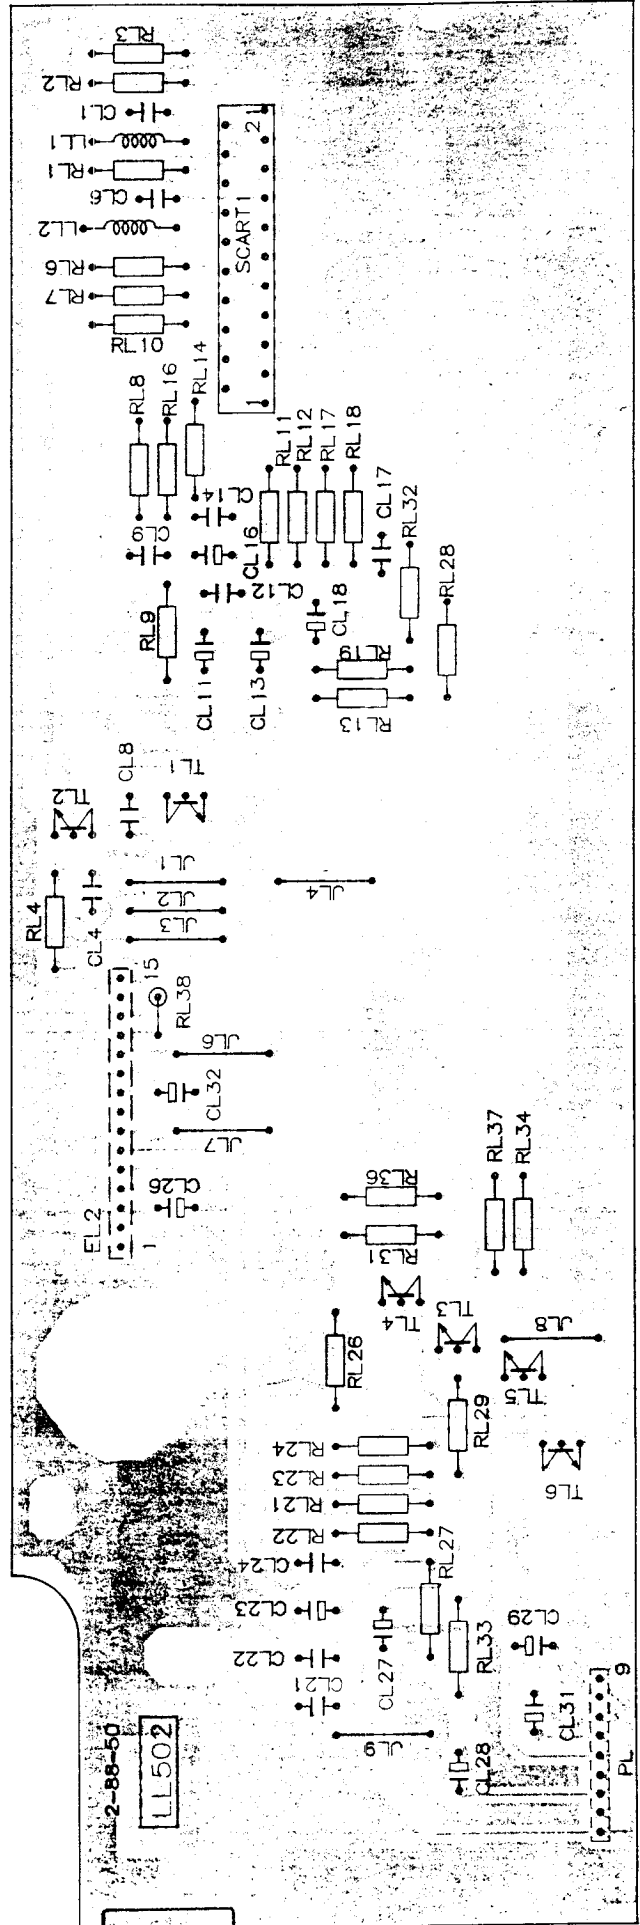 RL3
RL2
CL1
LL1
RL1
CL6
LL2
RL6
RL7
RL10
21
SCART1
1
RL8
RL16
RL14
CL14
CL9
CL16
RL11
RL12
RL17
RL18
CL17
RL32
RL28
CL12
CL18
RL9
CL11
CL13
RL19
RL13
TL2
CL8
TL1
RL4
CL4
JL1
JL2
JL3
JL4
15
RL38
JL6
CL32
JL7
CL26
EL2
1
RL36
RL31
RL37
RL34
TL4
TL3
JL8
TL5
RL26
RL29
TL6
RL24
RL23
RL21
RL22
CL24
RL27
CL23
CL22
CL21
CL27
RL33
CL29
CL31
9
PL
JL9
CL28
2-88-50
LL502